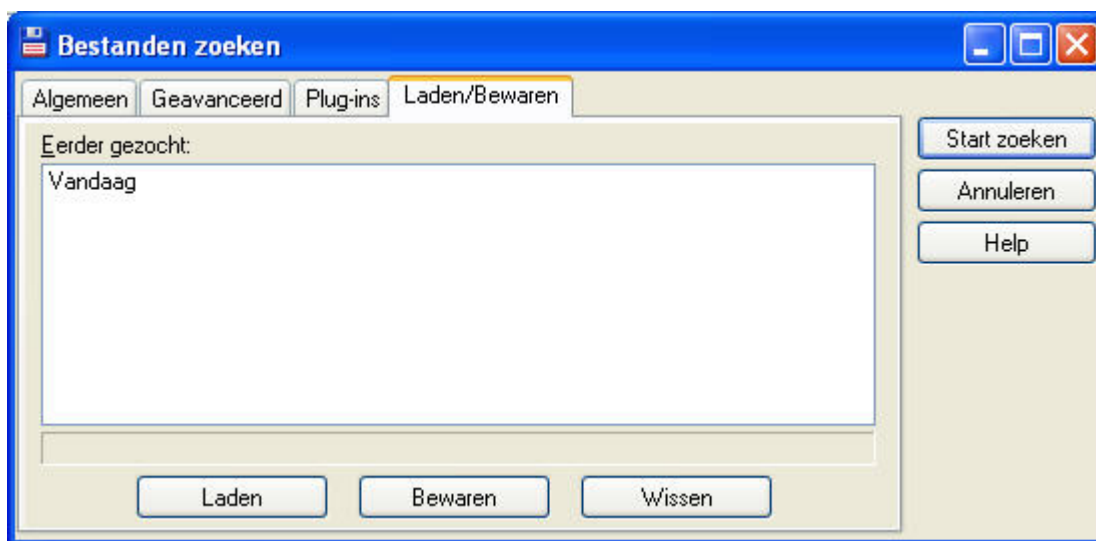 Bestanden zoeken
Algemeen Geavanceerd Plug-ins Laden/Bewaren
Eerder gezocht:
Vandaag
Laden Bewaren Wissen
Start zoeken
Annuleren
Help